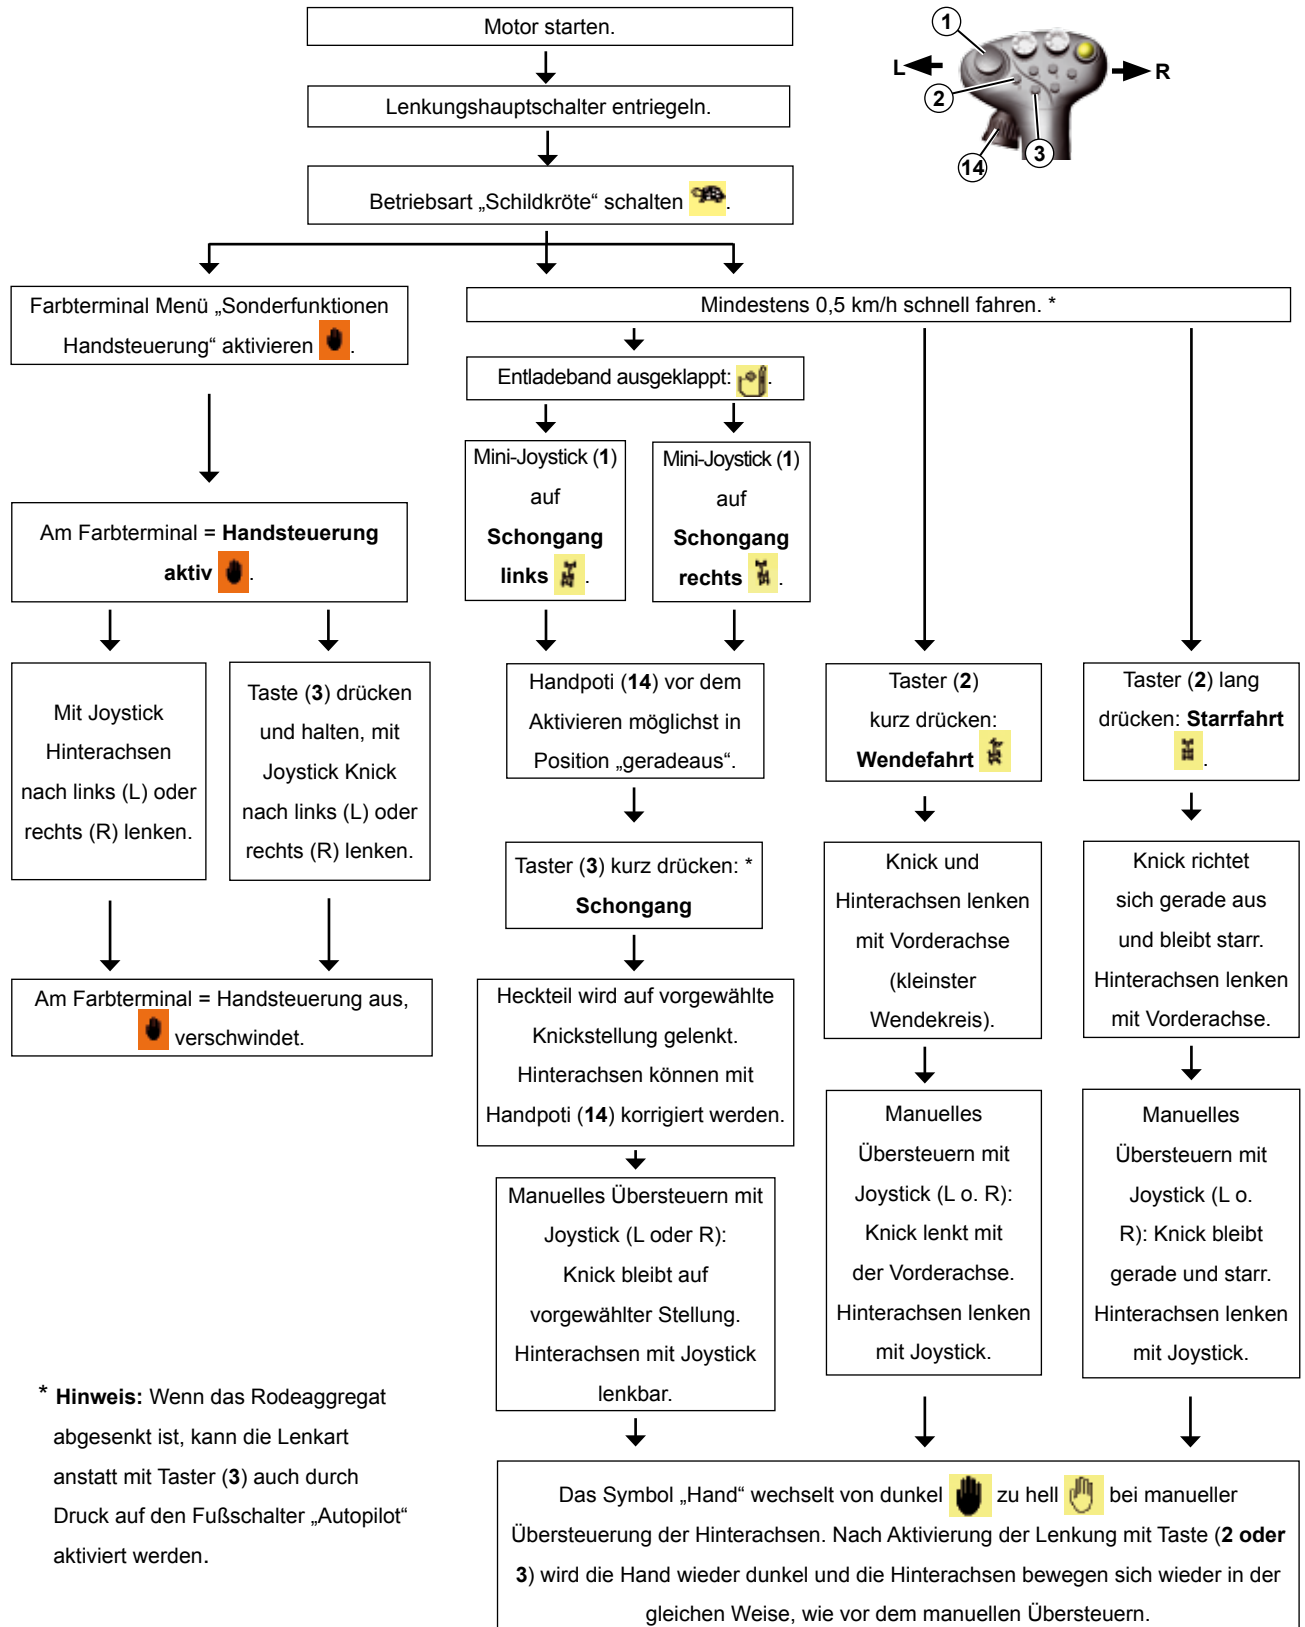 Motor starten.
1
L
R
2
3
14
Lenkungshauptschalter entriegeln.
Betriebsart „Schildkröte“ schalten .
Farbterminal Menü „Sonderfunktionen
Handsteuerung“ aktivieren .
Mindestens 0,5 km/h schnell fahren. *
Entladeband ausgeklappt: .
Mini-Joystick (1)
auf
Schongang
links .
Mini-Joystick (1)
auf
Schongang
rechts .
Am Farbterminal = Handsteuerung
aktiv .
Mit Joystick
Hinterachsen
nach links (L) oder
rechts (R) lenken.
Taste (3) drücken
und halten, mit
Joystick Knick
nach links (L) oder
rechts (R) lenken.
Am Farbterminal = Handsteuerung aus,
verschwindet.
Handpoti (14) vor dem
Aktivieren möglichst in
Position „geradeaus“.
Taster (3) kurz drücken: *
Schongang
Heckteil wird auf vorgewählte
Knickstellung gelenkt.
Hinterachsen können mit
Handpoti (14) korrigiert werden.
Manuelles Übersteuern mit
Joystick (L oder R):
Knick bleibt auf
vorgewählter Stellung.
Hinterachsen mit Joystick
lenkbar.
Taster (2)
kurz drücken:
Wendefahrt
Knick und
Hinterachsen lenken
mit Vorderachse
(kleinster
Wendekreis).
Manuelles
Übersteuern mit
Joystick (L o. R):
Knick lenkt mit
der Vorderachse.
Hinterachsen lenken
mit Joystick.
Taster (2) lang
drücken: Starrfahrt
.
Knick richtet
sich gerade aus
und bleibt starr.
Hinterachsen lenken
mit Vorderachse.
Manuelles
Übersteuern mit
Joystick (L o.
R): Knick bleibt
gerade und starr.
Hinterachsen lenken
mit Joystick.
* Hinweis: Wenn das Rodeaggregat
abgesenkt ist, kann die Lenkart
anstatt mit Taster (3) auch durch
Druck auf den Fußschalter „Autopilot“
aktiviert werden.
Das Symbol „Hand“ wechselt von dunkel zu hell bei manueller
Übersteuerung der Hinterachsen. Nach Aktivierung der Lenkung mit Taste (2 oder
3) wird die Hand wieder dunkel und die Hinterachsen bewegen sich wieder in der
gleichen Weise, wie vor dem manuellen Übersteuern.